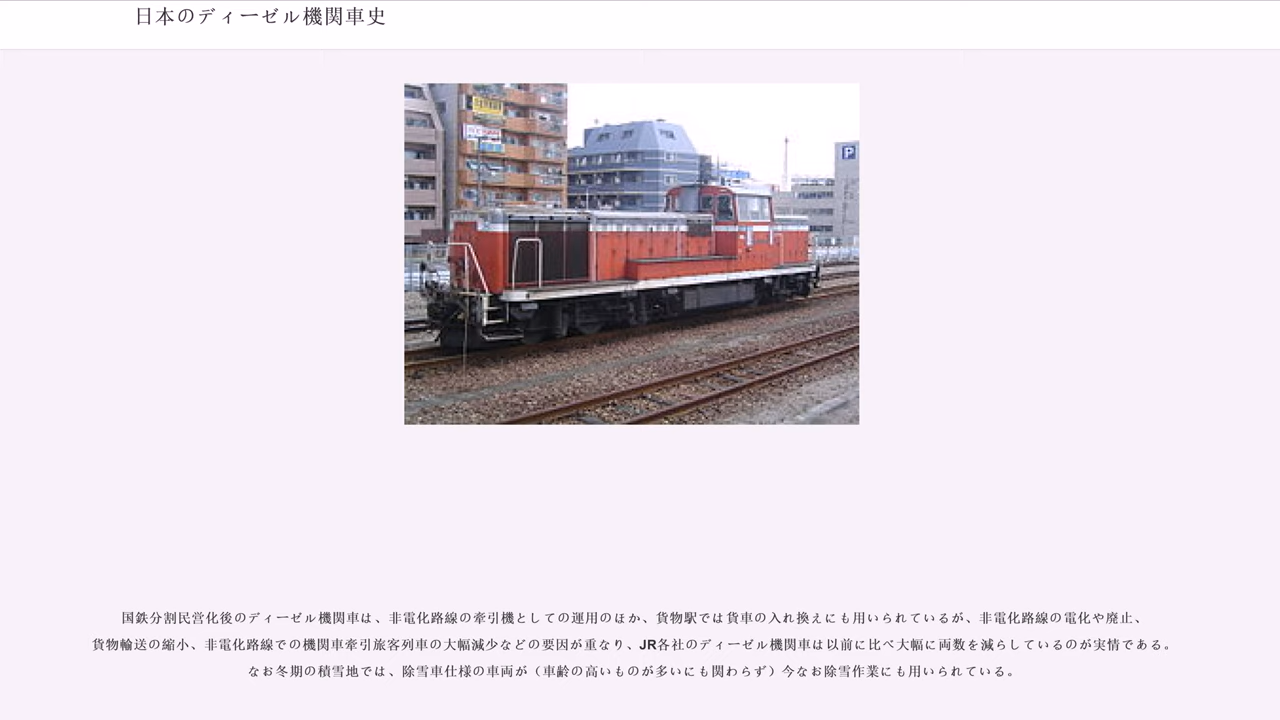 日本のディーゼル機関車史
P
国鉄分割民営化後のディーゼル機関車は、非電化路線の牽引機としての運用のほか、貨物駅では貨車の入れ換えにも用いられているが、非電化路線の電化や廃止、
貨物輸送の縮小、非電化路線での機関車牽引旅客列車の大幅減少などの要因が重なり、JR各社のディーゼル機関車は以前に比べ大幅に両数を減らしているのが実情である。
なお冬期の積雪地では、除雪車仕様の車両が（車齢の高いものが多いにも関わらず）今なお除雪作業にも用いられている。